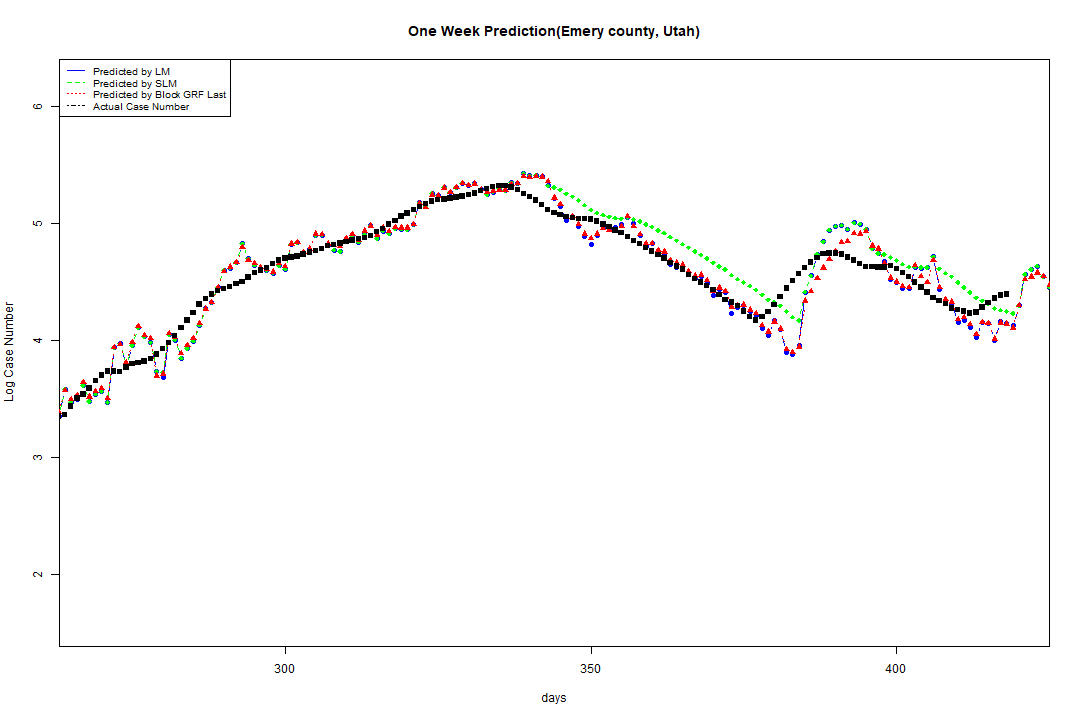 One Week Prediction(Emery county, Utah)
Predicted by LM
Predicted by SLM
Predicted by Block GRF Last
Actual Case Number
6
5
4
3
2
Log Case Number
300 350 400
days